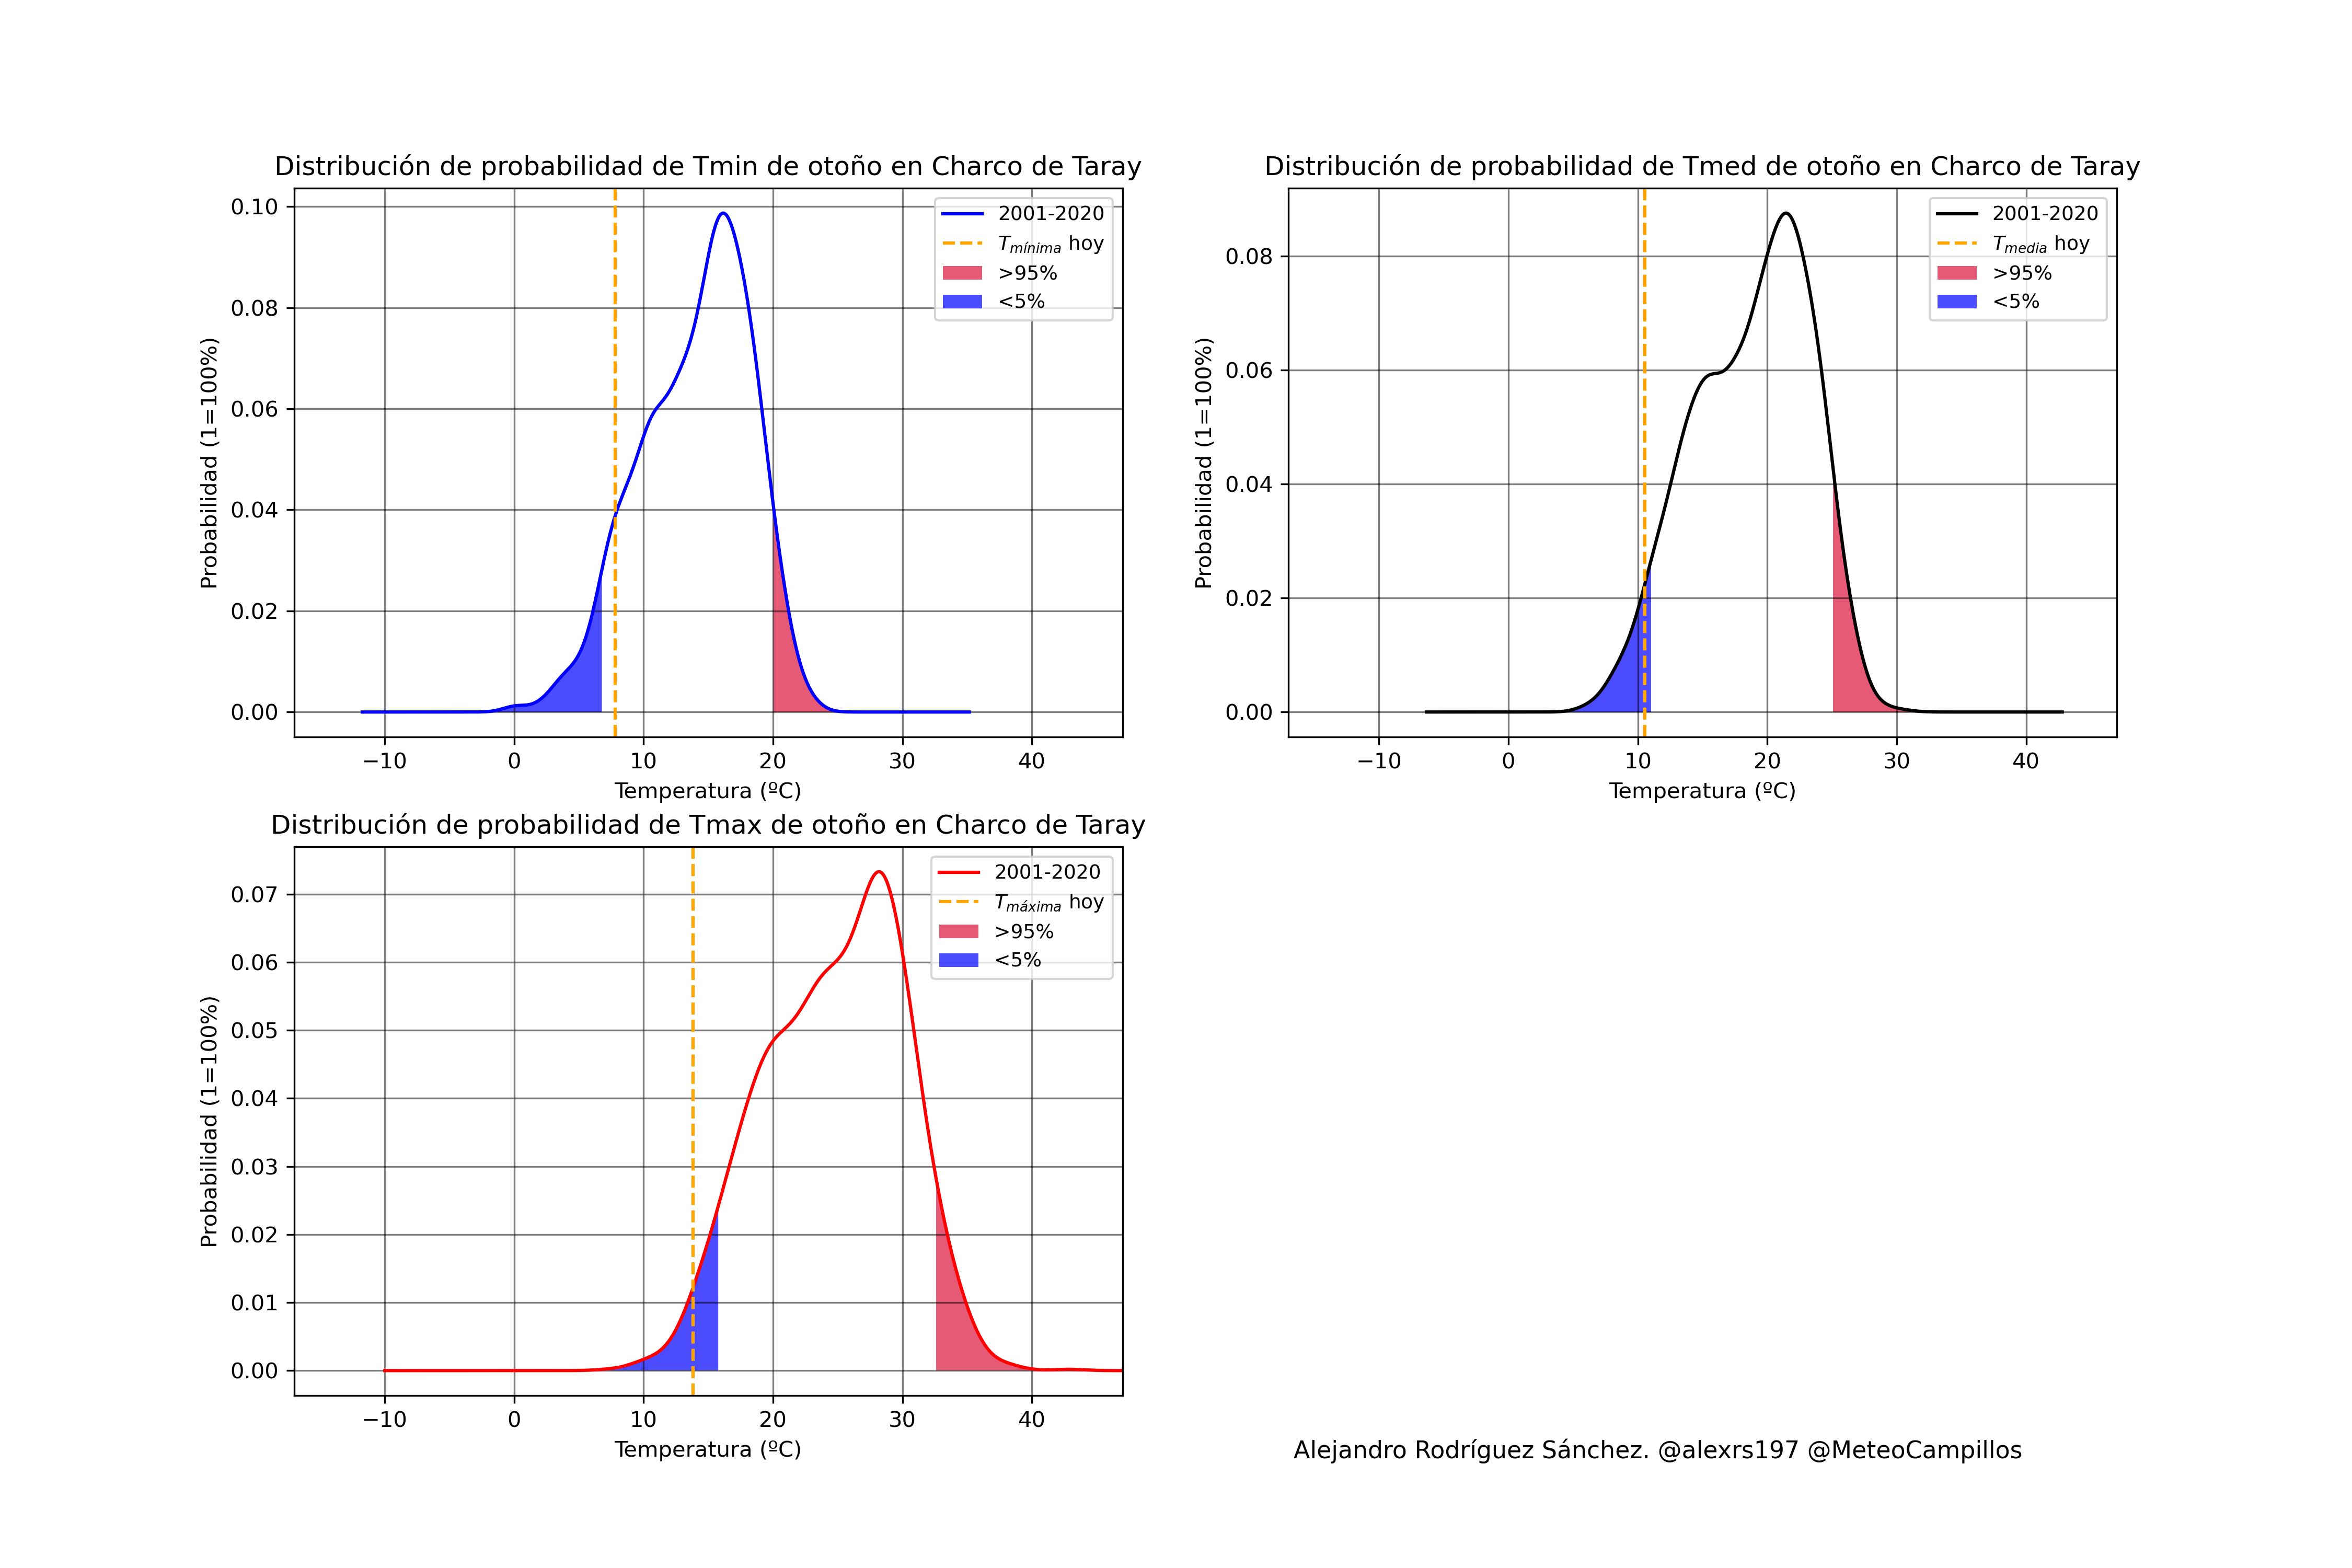 Distribución de probabilidad de Tmin de otoño en Charco de Taray
Probabilidad (1=100%)
0.10
0.08
0.06
0.04
0.02
0.00
2001-2020
Tmínima hoy
>95%
<5%
−10 0 10 20 30 40
Temperatura (ºC)
Distribución de probabilidad de Tmed de otoño en Charco de Taray
Probabilidad (1=100%)
0.08
0.06
0.04
0.02
0.00
2001-2020
Tmedia hoy
>95%
<5%
−10 0 10 20 30 40
Temperatura (ºC)
Distribución de probabilidad de Tmax de otoño en Charco de Taray
Probabilidad (1=100%)
0.07
0.06
0.05
0.04
0.03
0.02
0.01
0.00
2001-2020
Tmáxima hoy
>95%
<5%
−10 0 10 20 30 40
Temperatura (ºC)
Alejandro Rodríguez Sánchez. @alexrs197 @MeteoCampillos